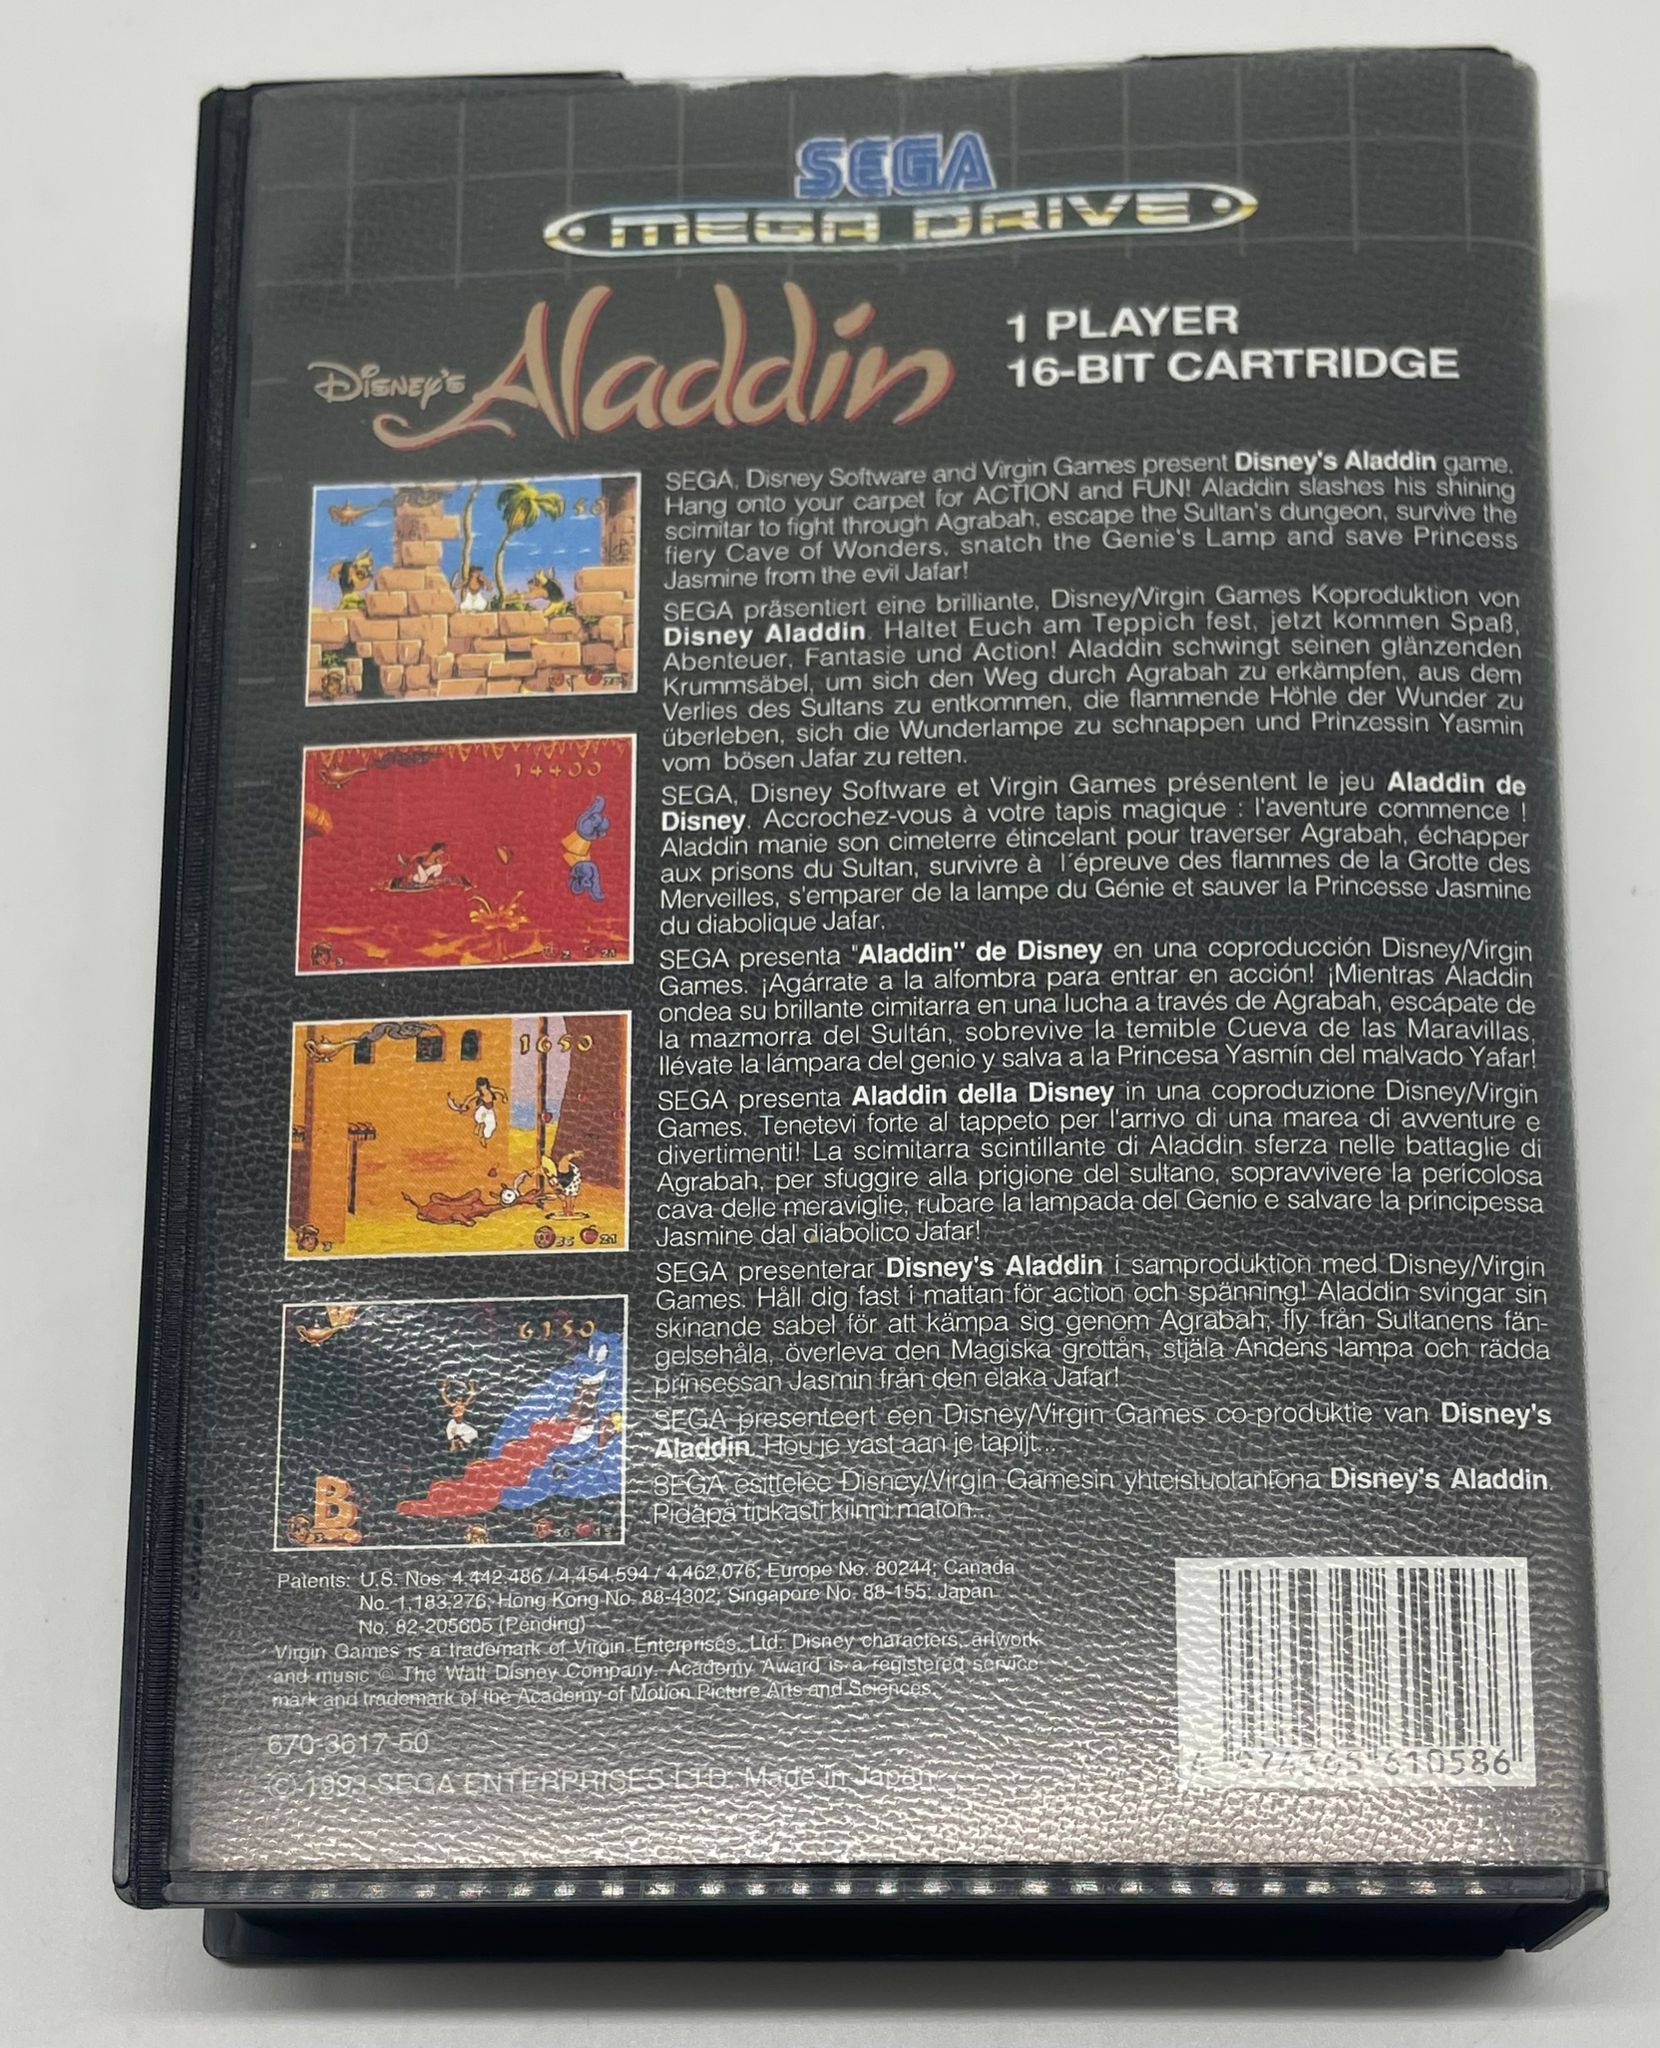 SEGA
MEGA DRIVE
DISNEY'S Aladdin
1 PLAYER
16-BIT CARTRIDGE
SEGA, Disney Software and Virgin Games present Disney's Aladdin game.
Hang onto your carpet for ACTION and FUN! Aladdin slashes his shining
scimitar to fight through Agrabah, escape the Sultan's dungeon, survive the
fiery Cave of Wonders, snatch the Genie's Lamp and save Princess
Jasmine from the evil Jafar!
SEGA präsentiert eine brilliante, Disney/Virgin Games Koproduktion von
Disney Aladdin. Haltet Euch am Teppich fest, jetzt kommen Spaß,
Abenteuer, Fantasie und Action! Aladdin schwingt seinen glänzenden
Krummsäbel, um sich den Weg durch Agrabah zu erkämpfen, aus dem
Verlies des Sultans zu entkommen, die flammende Höhle der Wunder zu
überleben, sich die Wunderlampe zu schnappen und Prinzessin Yasmin
vom bösen Jafar zu retten.
SEGA, Disney Software et Virgin Games présentent le jeu Aladdin de
Disney. Accrochez-vous à votre tapis magique : l'aventure commence !
Aladdin manie son cimeterre étincelant pour traverser Agrabah, échapper
aux prisons du Sultan, survivre à l'épreuve des flammes de la Grotte des
Merveilles, s'emparer de la lampe du Génie et sauver la Princesse Jasmine
du diabolique Jafar.
SEGA presenta "Aladdin" de Disney en una coproducción Disney/Virgin
Games. ¡Agárrate a la alfombra para entrar en acción! ¡Mientras Aladdin
ondea su brillante cimitarra en una lucha a través de Agrabah, escápate de
la mazmorra del Sultán, sobrevive la temible Cueva de las Maravillas,
llévate la lámpara del genio y salva a la Princesa Yasmín del malvado Yafar!
SEGA presenta Aladdin della Disney in una coproduzione Disney/Virgin
Games. Tenetevi forte al tappeto per l'arrivo di una marea di avventure e
divertimenti! La scimitarra scintillante di Aladdin sferza nelle battaglie di
Agrabah, per sfuggire alla prigione del sultano, sopravvivere la pericolosa
cava delle meraviglie, rubare la lampada del Genio e salvare la principessa
Jasmine dal diabolico Jafar!
SEGA presenterar Disney's Aladdin i samproduktion med Disney/Virgin
Games. Håll dig fast i mattan för action och spänning! Aladdin svingar sin
skinande sabel för att kämpa sig genom Agrabah, fly från Sultanens fän-
gelsehåla, överleva den Magiska grottan, stjäla Andens lampa och rädda
prinsessan Jasmin från den elaka Jafar!
SEGA presenteert een Disney/Virgin Games co-produktie van Disney's
Aladdin. Hou je vast aan je tapijt...
SEGA esittelee Disney/Virgin Gamesin yhteistuotantona Disney's Aladdin.
Pidäpä tiukasti kiinni maton...
50
14400
3
2 21
1650
3
35 21
6150
B
3
36
Patents: U.S. Nos. 4,442,486 / 4,454,594 / 4,462,076; Europe No. 80244; Canada
No. 1,183,276; Hong Kong No. 88-4302; Singapore No. 88-155; Japan
No. 82-205605 (Pending)
Virgin Games is a trademark of Virgin Enterprises, Ltd. Disney characters, artwork
and music © The Walt Disney Company. Academy Award is a registered service
mark and trademark of the Academy of Motion Picture Arts and Sciences.
670-3617-50
© 1993 SEGA ENTERPRISES LTD. Made in Japan
4 974365 610586